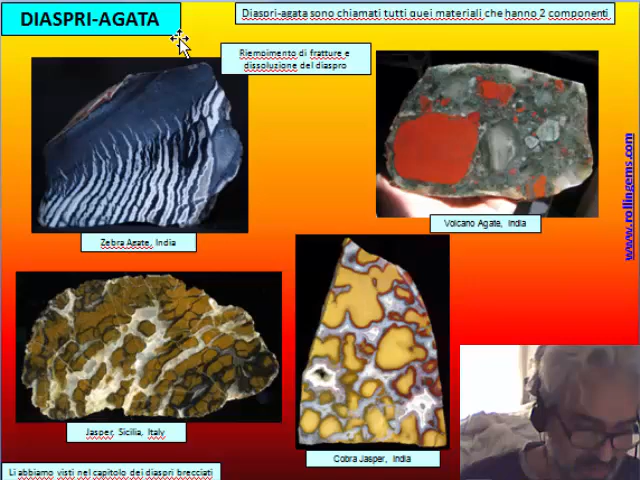 DIASPRI-AGATA
Diaspri-agata sono chiamati tutti quei materiali che hanno 2 componenti
Riempimento di fratture e
dissoluzione del diaspro
Zebra Agate, India
Volcano Agate, India
www.rollingems.com
Jasper, Sicilia, Italy
Cobra Jasper, India
Li abbiamo visti nel capitolo dei diaspri brecciati